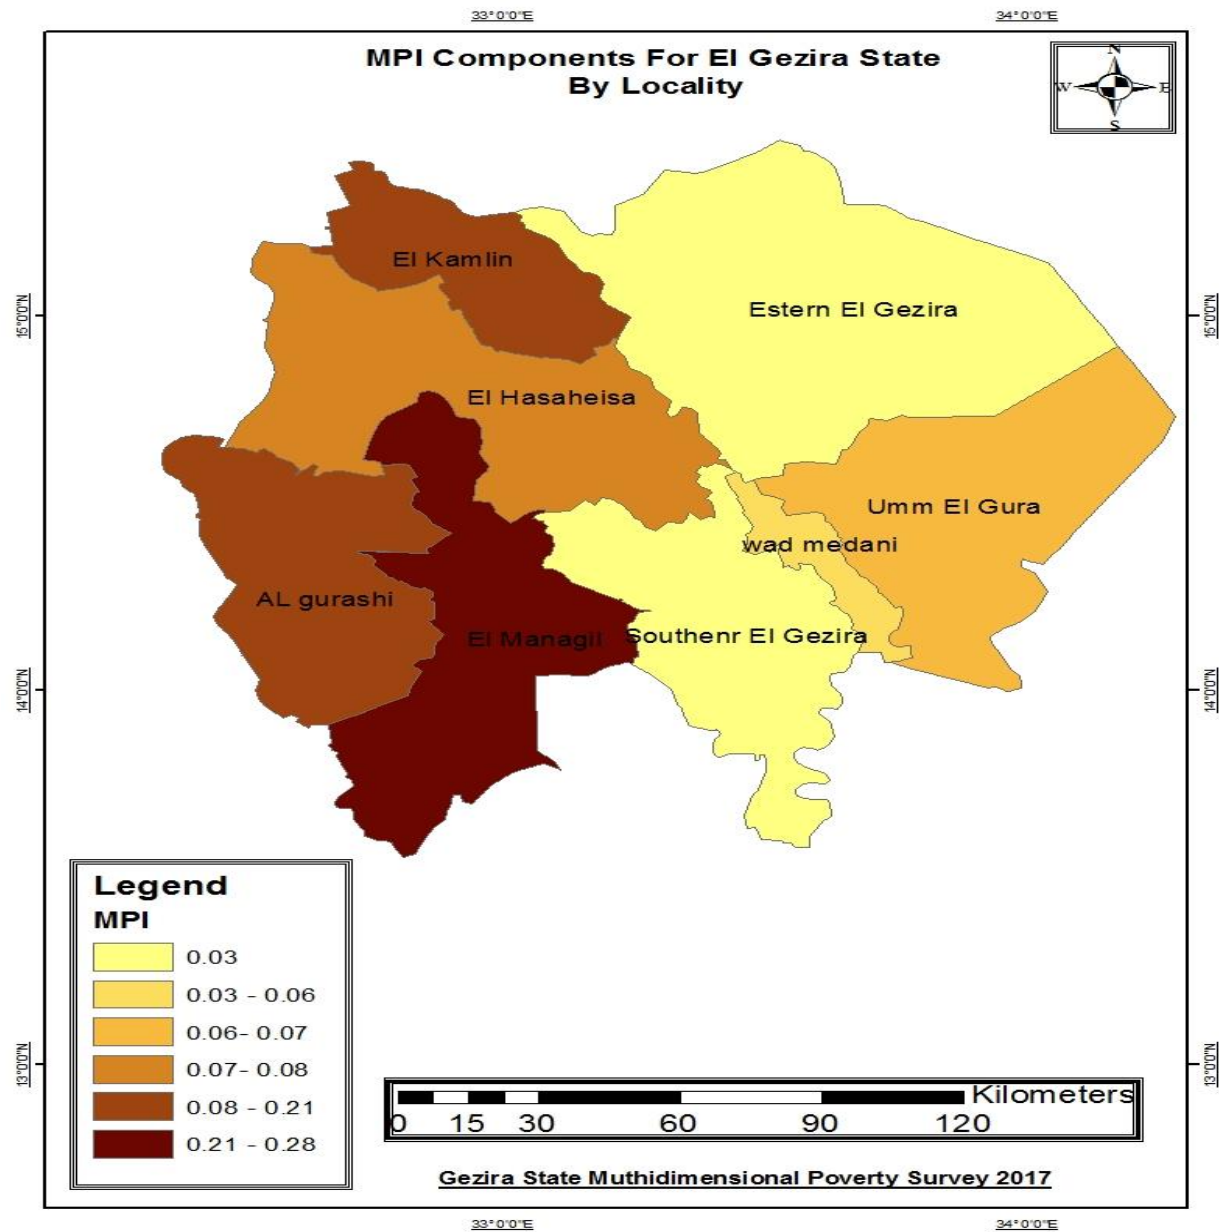 33°0'0"E
34°0'0"E
MPI Components For El Gezira State
By Locality
N
W
E
S
El Kamlin
Estern El Gezira
15°0'0"N
15°0'0"N
El Hasaheisa
Umm El Gura
wad medani
AL gurashi
El Managil
Southenr El Gezira
14°0'0"N
14°0'0"N
Legend
MPI
0.03
0.03 - 0.06
0.06- 0.07
0.07- 0.08
0.08 - 0.21
0.21 - 0.28
13°0'0"N
13°0'0"N
Kilometers
0 15 30 60 90 120
Gezira State Muthidimensional Poverty Survey 2017
33°0'0"E
34°0'0"E